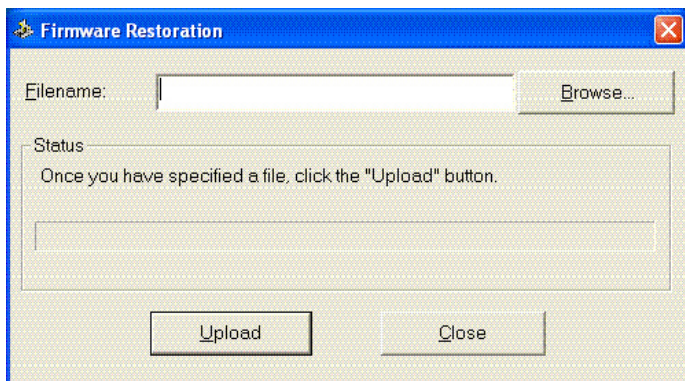 Firmware Restoration
Filename:
Browse...
Status
Once you have specified a file, click the "Upload" button.
Upload
Close